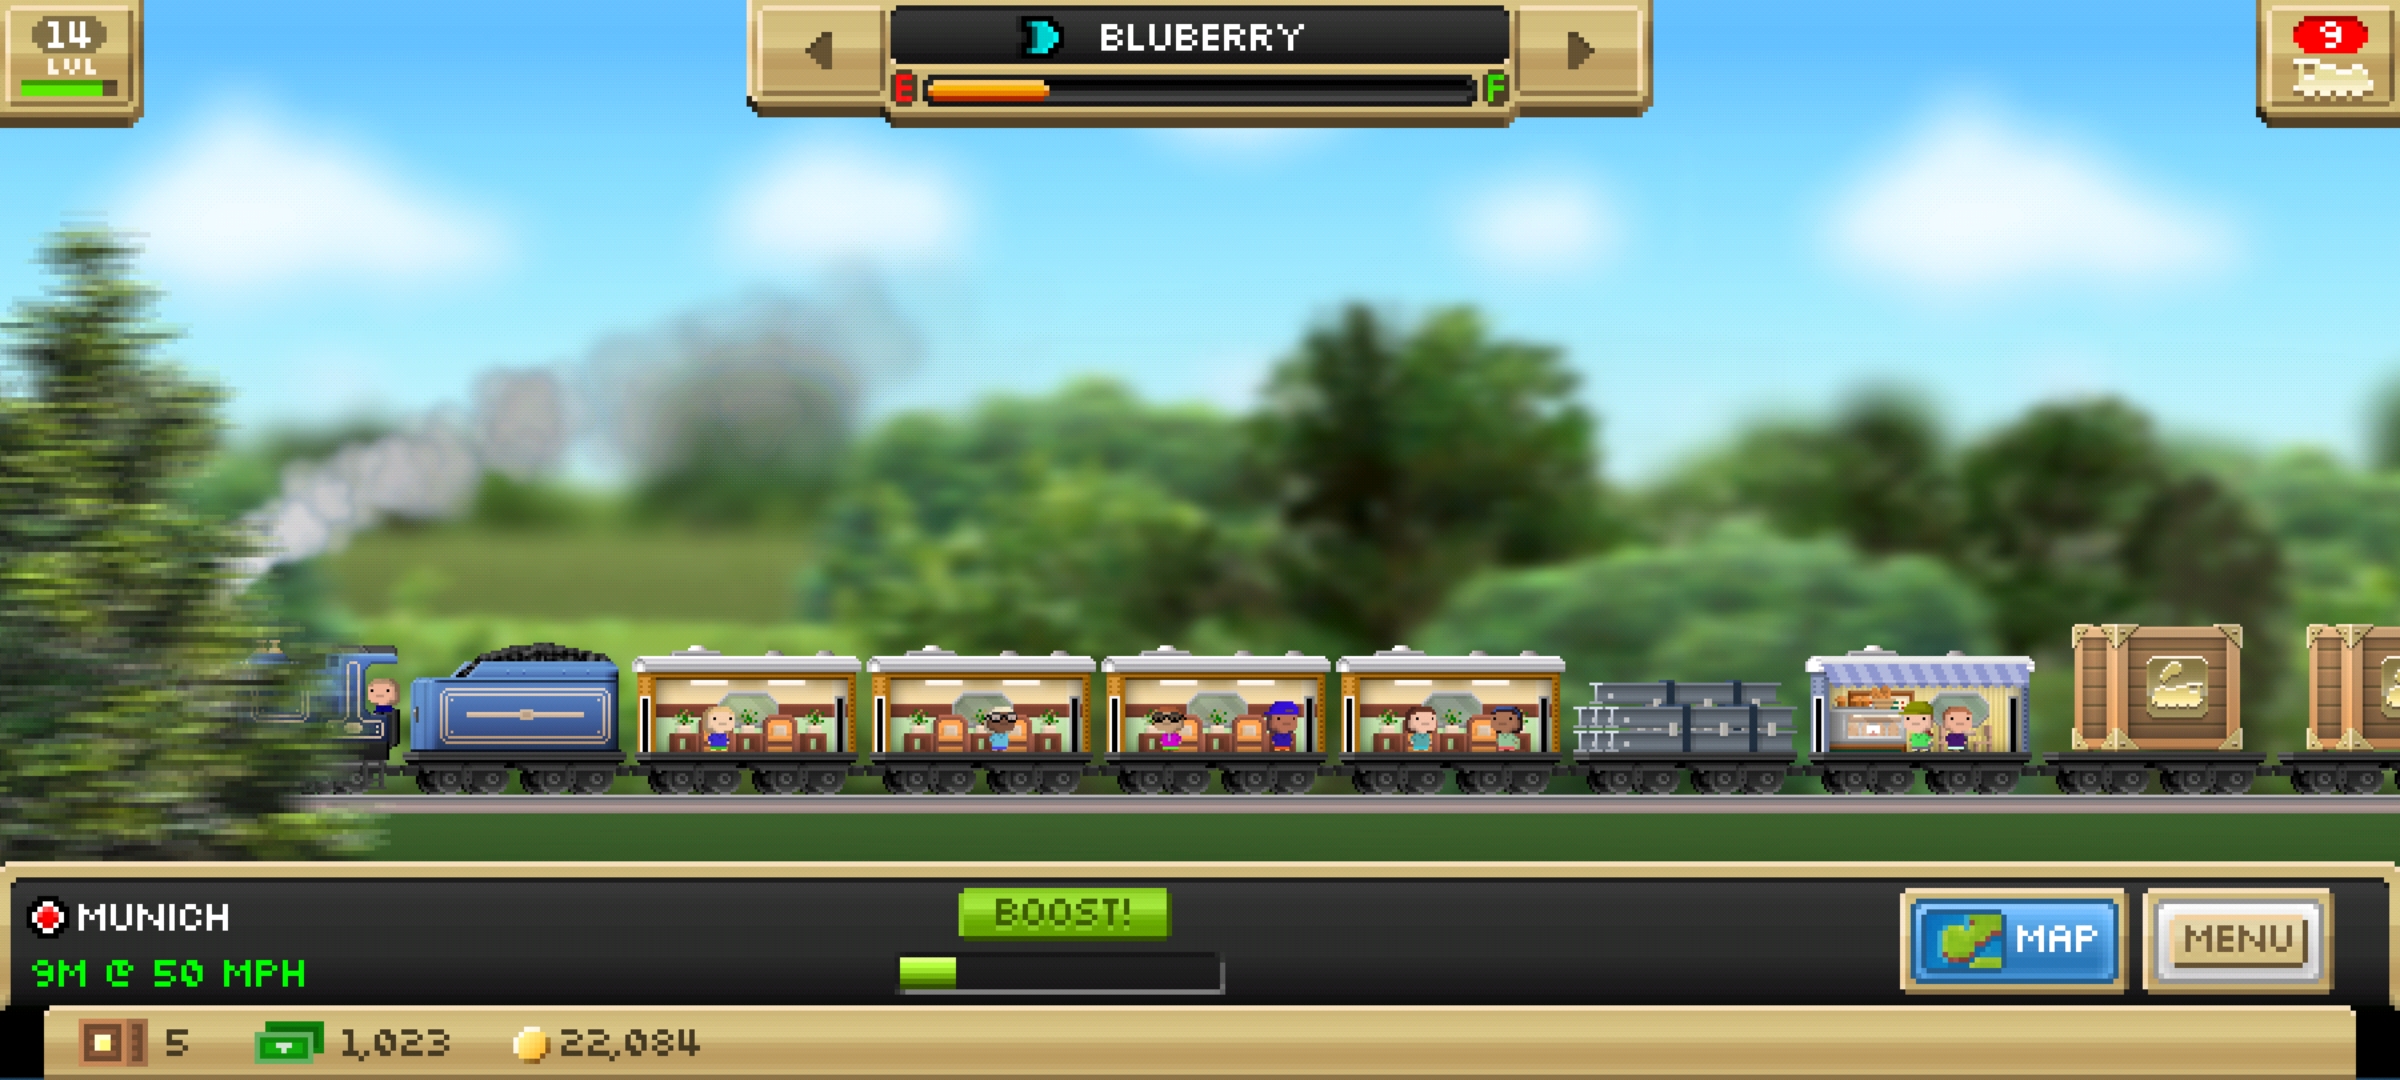 14
LVL
BLUBERRY
E F
9
MUNICH
9M @ 50 MPH
BOOST!
MAP
MENU
5
1,023
22,084